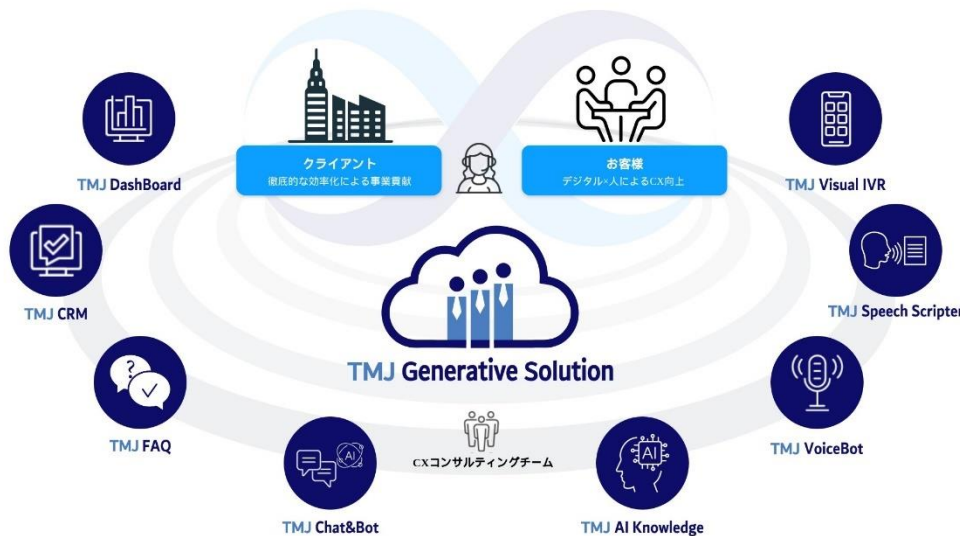 クライアント
徹底的な効率化による事業貢献
お客様
デジタル×人によるCX向上
TMJ DashBoard
TMJ Visual IVR
TMJ CRM
TMJ Speech Scripter
TMJ Generative Solution
TMJ FAQ
TMJ VoiceBot
CXコンサルティングチーム
AI
AI
TMJ Chat&Bot
TMJ AI Knowledge